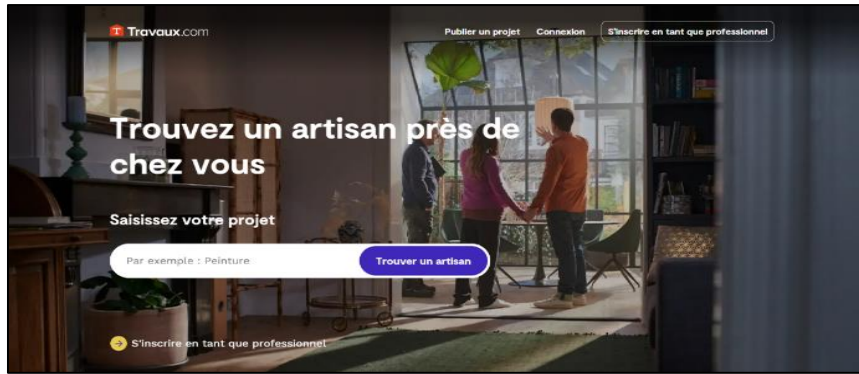 Travaux.com
Publier un projet
Connexion
S'inscrire en tant que professionnel
Trouvez un artisan près de
chez vous
Saisissez votre projet
Par exemple : Peinture
Trouver un artisan
S'inscrire en tant que professionnel